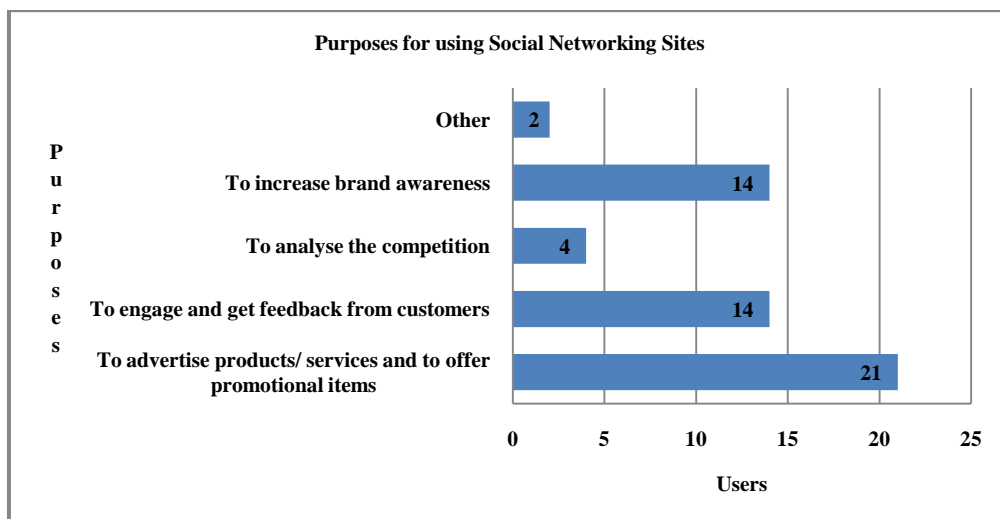 Purposes for using Social Networking Sites
Purposes
Other
2
To increase brand awareness
14
To analyse the competition
4
To engage and get feedback from customers
14
To advertise products/ services and to offer
promotional items
21
0 5 10 15 20 25
Users